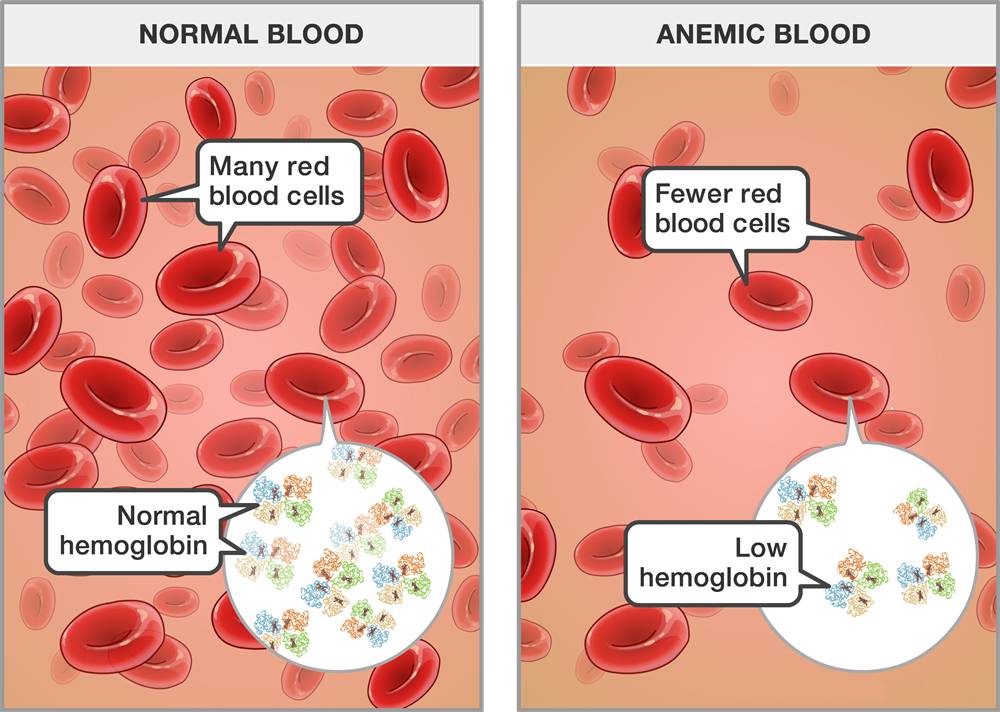 NORMAL BLOOD
Many red
blood cells
Normal
hemoglobin
ANEMIC BLOOD
Fewer red
blood cells
Low
hemoglobin